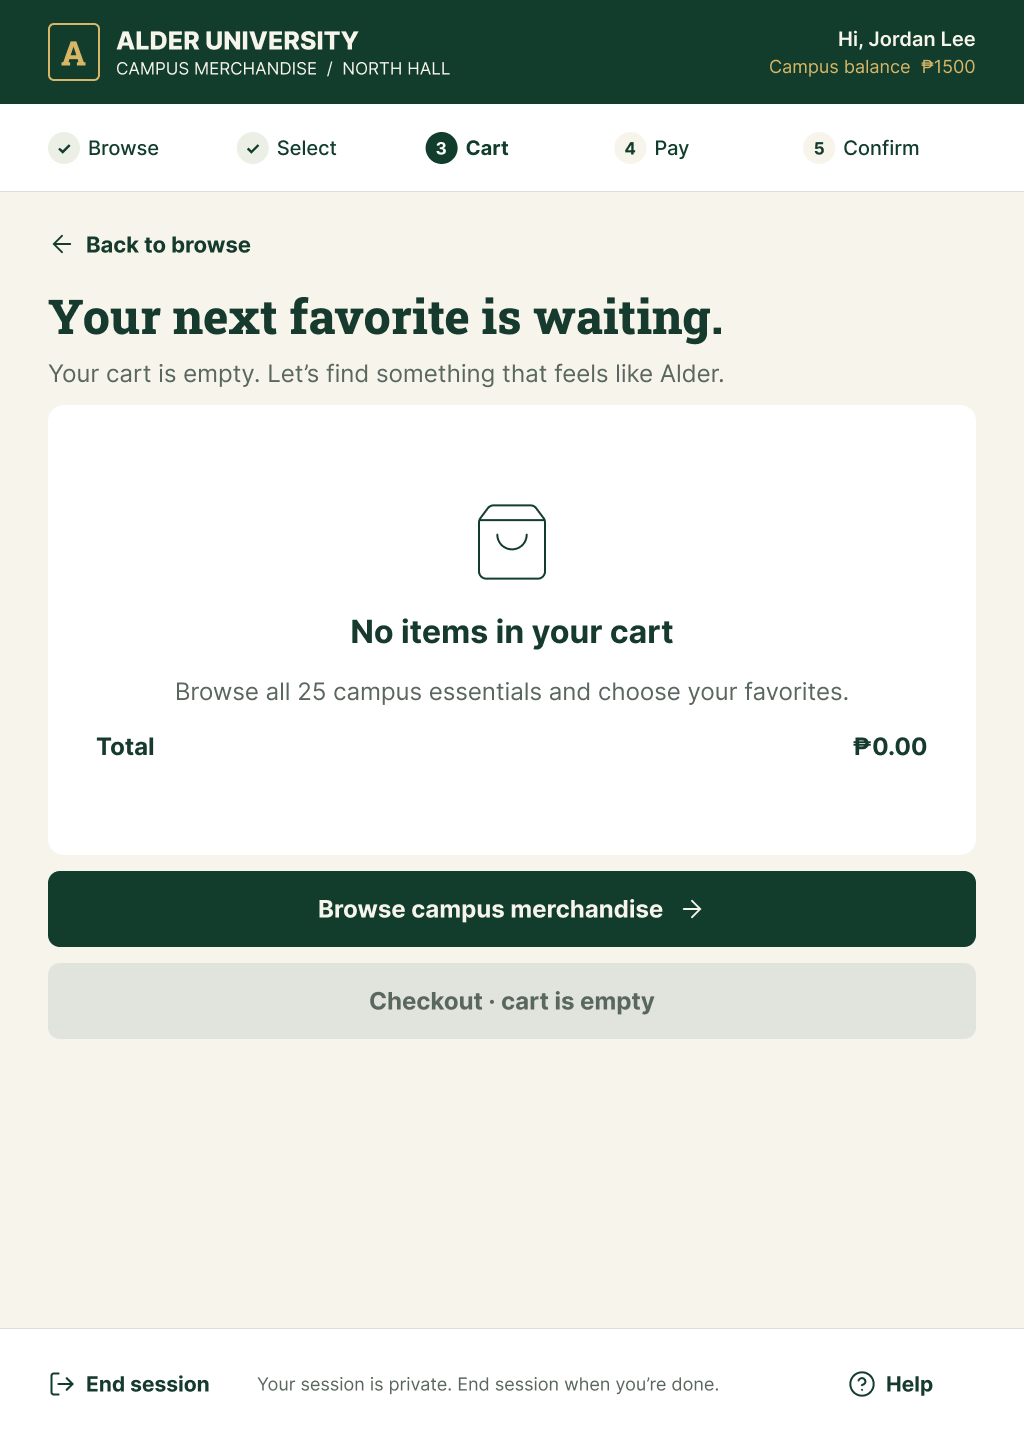 A
ALDER UNIVERSITY
CAMPUS MERCHANDISE / NORTH HALL
Hi, Jordan Lee
Campus balance ₱1500
Browse
Select
3 Cart
4 Pay
5 Confirm
Back to browse
Your next favorite is waiting.
Your cart is empty. Let’s find something that feels like Alder.
No items in your cart
Browse all 25 campus essentials and choose your favorites.
Total ₱0.00
Browse campus merchandise
Checkout · cart is empty
End session
Your session is private. End session when you’re done.
Help